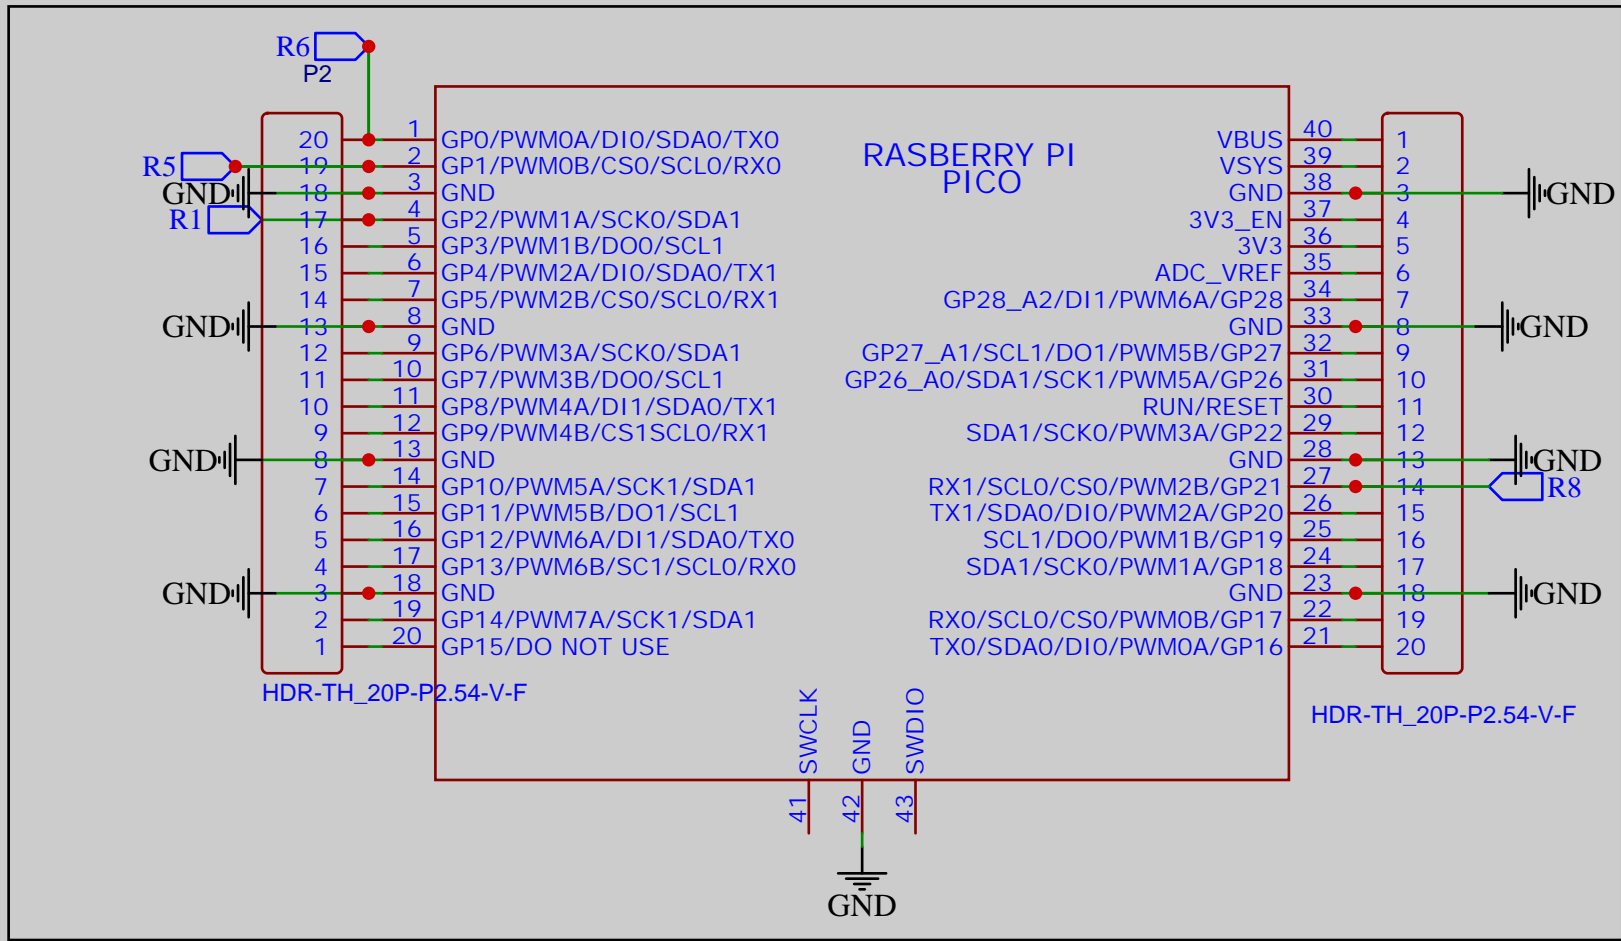 R6
P2
RASBERRY PI
PICO
20 1 GP0/PWM0A/DI0/SDA0/TX0
R5 19 2 GP1/PWM0B/CS0/SCL0/RX0
GND 18 3 GND
R1 17 4 GP2/PWM1A/SCK0/SDA1
16 5 GP3/PWM1B/DO0/SCL1
15 6 GP4/PWM2A/DI0/SDA0/TX1
14 7 GP5/PWM2B/CS0/SCL0/RX1
GND 13 8 GND
12 9 GP6/PWM3A/SCK0/SDA1
11 10 GP7/PWM3B/DO0/SCL1
10 11 GP8/PWM4A/DI1/SDA0/TX1
9 12 GP9/PWM4B/CS1SCL0/RX1
GND 8 13 GND
7 14 GP10/PWM5A/SCK1/SDA1
6 15 GP11/PWM5B/DO1/SCL1
5 16 GP12/PWM6A/DI1/SDA0/TX0
4 17 GP13/PWM6B/SC1/SCL0/RX0
GND 3 18 GND
2 19 GP14/PWM7A/SCK1/SDA1
1 20 GP15/DO NOT USE
HDR-TH_20P-P2.54-V-F
VBUS 40 1
VSYS 39 2
GND 38 3 GND
3V3_EN 37 4
3V3 36 5
ADC_VREF 35 6
GP28_A2/DI1/PWM6A/GP28 34 7
GND 33 8 GND
GP27_A1/SCL1/DO1/PWM5B/GP27 32 9
GP26_A0/SDA1/SCK1/PWM5A/GP26 31 10
RUN/RESET 30 11
SDA1/SCK0/PWM3A/GP22 29 12
GND 28 13 GND
RX1/SCL0/CS0/PWM2B/GP21 27 14 R8
TX1/SDA0/DI0/PWM2A/GP20 26 15
SCL1/DO0/PWM1B/GP19 25 16
SDA1/SCK0/PWM1A/GP18 24 17
GND 23 18 GND
RX0/SCL0/CS0/PWM0B/GP17 22 19
TX0/SDA0/DI0/PWM0A/GP16 21 20
HDR-TH_20P-P2.54-V-F
SWCLK 41
GND 42
SWDIO 43
GND